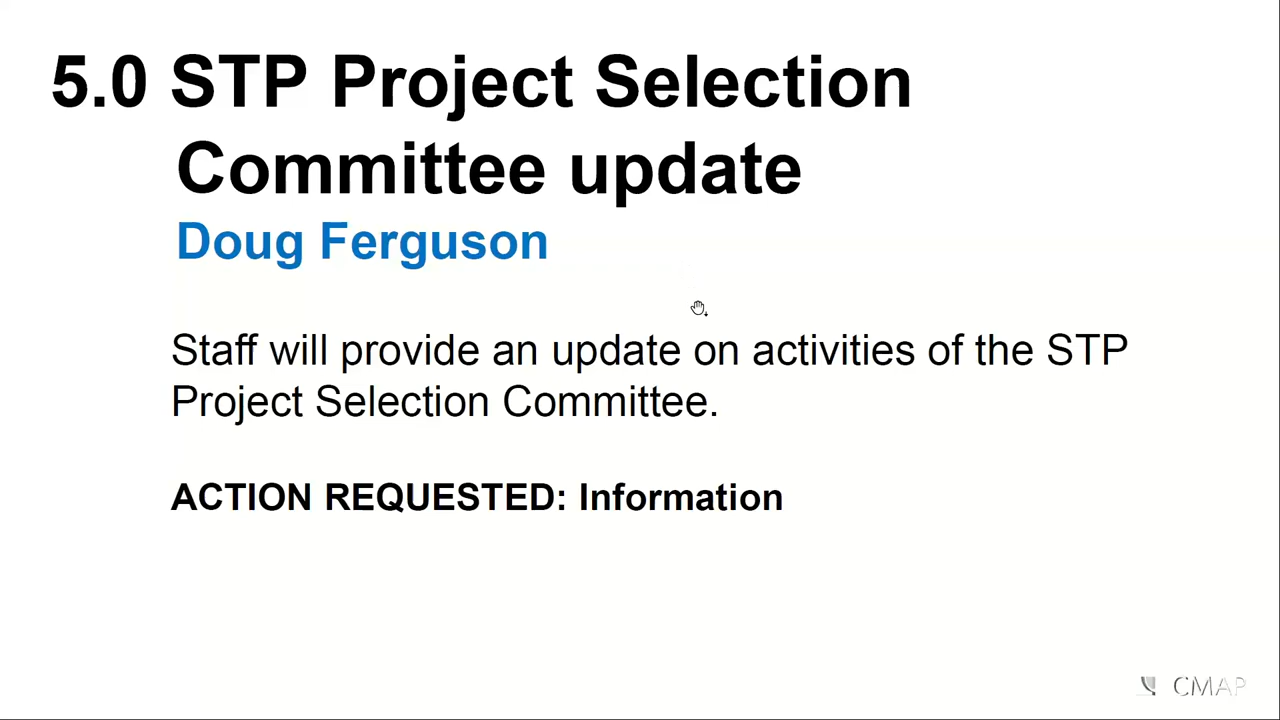 5.0 STP Project Selection
Committee update
Doug Ferguson
Staff will provide an update on activities of the STP
Project Selection Committee.
ACTION REQUESTED: Information
CMAP